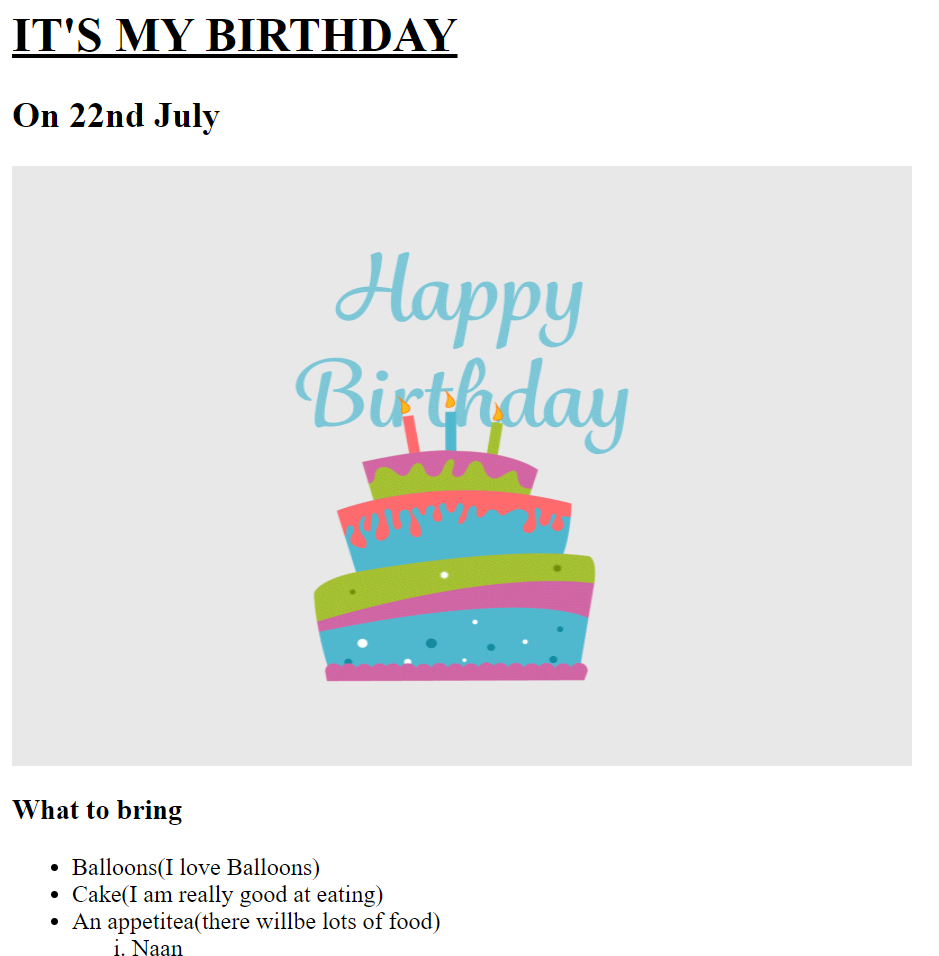 IT'S MY BIRTHDAY
On 22nd July
Happy
Birthday
What to bring
• Balloons(I love Balloons)
• Cake(I am really good at eating)
• An appetitea(there willbe lots of food)
i. Naan